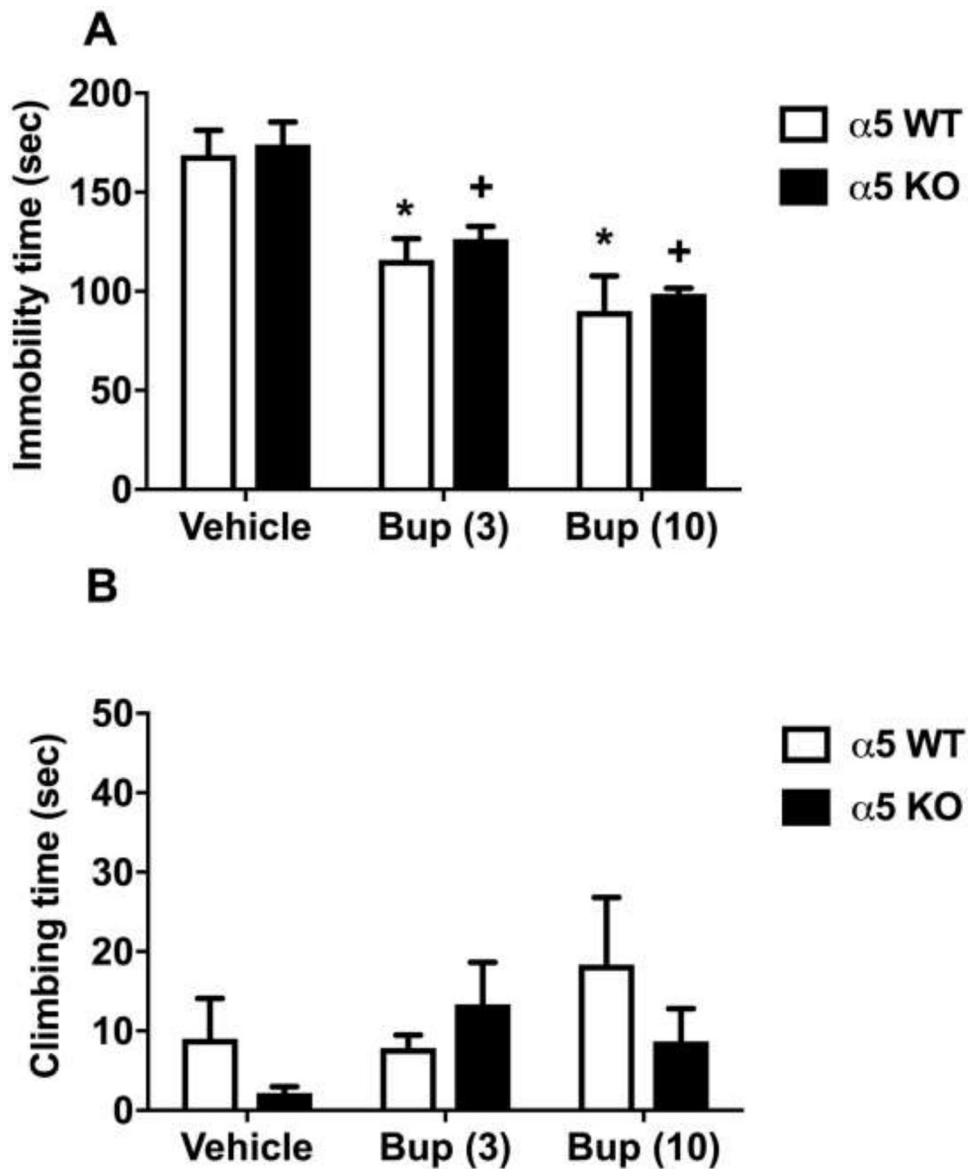 A
Immobility time (sec)
200
150
100
50
0
* + * +
Vehicle Bup (3) Bup (10)
α5 WT
α5 KO
B
Climbing time (sec)
50
40
30
20
10
0
Vehicle Bup (3) Bup (10)
α5 WT
α5 KO